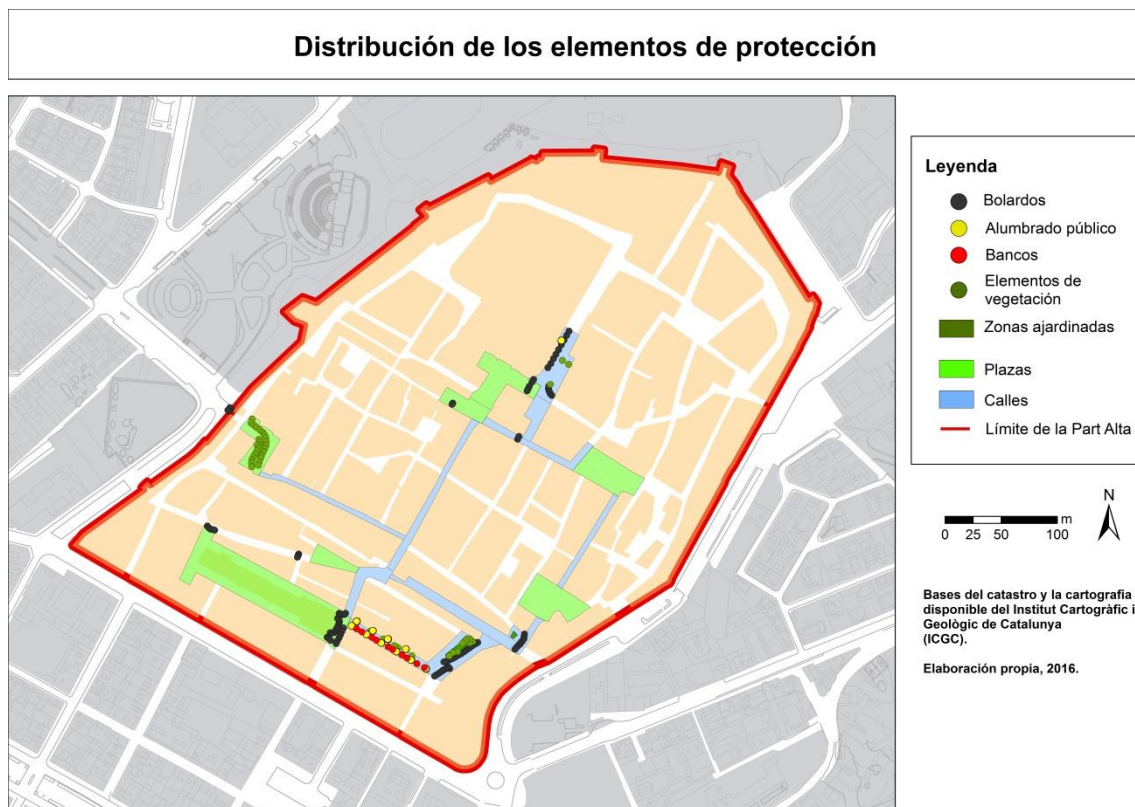 Distribución de los elementos de protección
Leyenda
Bolardos
Alumbrado público
Bancos
Elementos de
vegetación
Zonas ajardinadas
Plazas
Calles
Límite de la Part Alta
m
0 25 50 100
N
Bases del catastro y la cartografia
disponible del Institut Cartogràfic i
Geològic de Catalunya
(ICGC).
Elaboración propia, 2016.